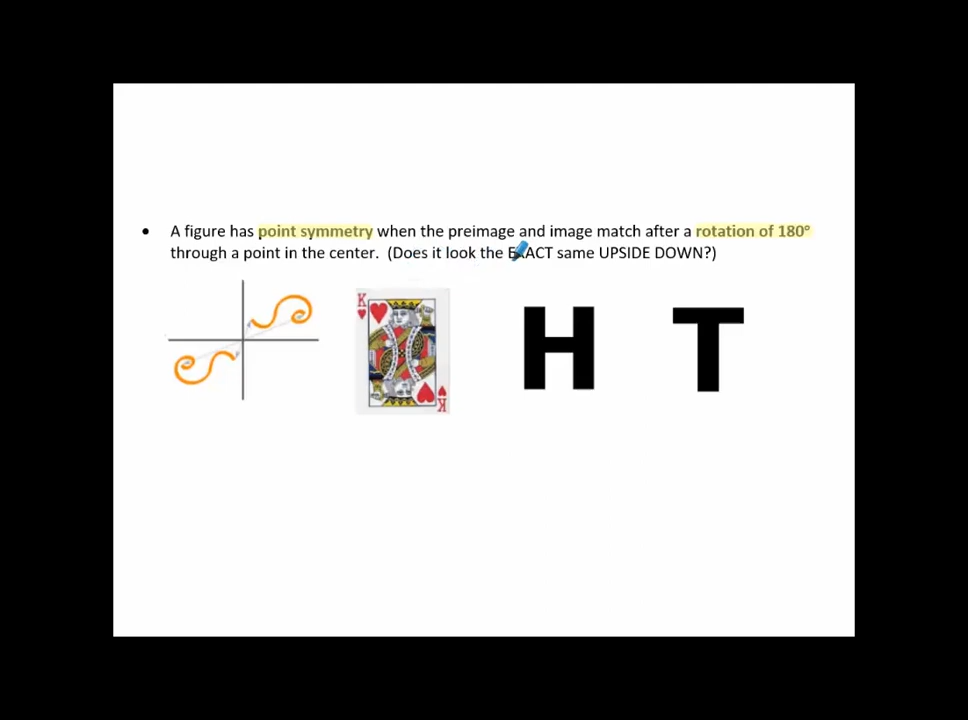 • A figure has point symmetry when the preimage and image match after a rotation of 180°
through a point in the center. (Does it look the EXACT same UPSIDE DOWN?)
K
H T
K